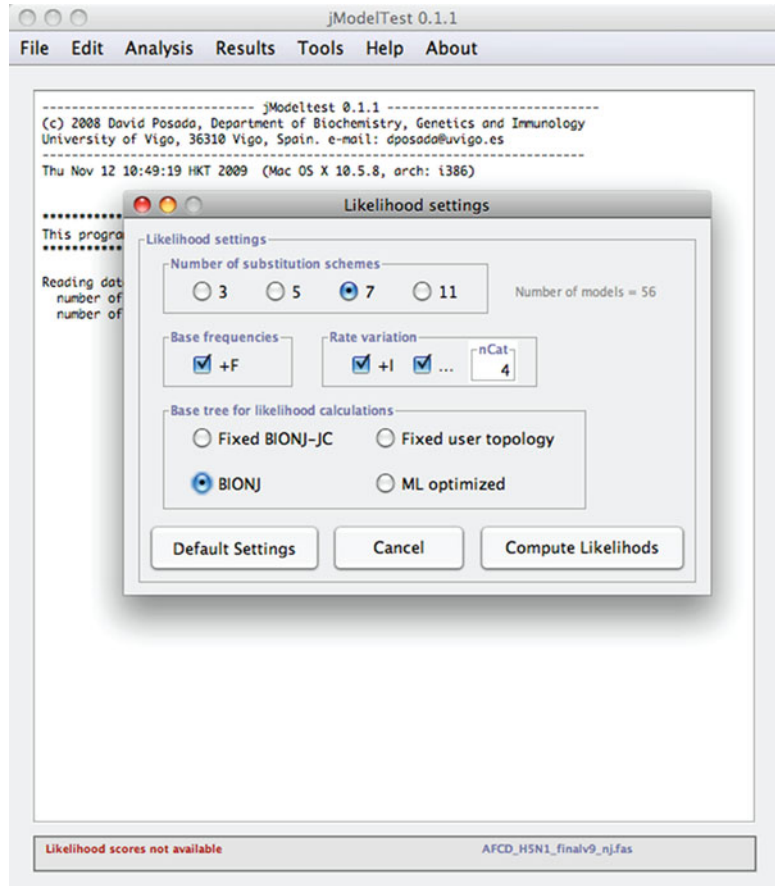 jModelTest 0.1.1
File Edit Analysis Results Tools Help About
---------------------------- jModeltest 0.1.1 ----------------------------
(c) 2008 David Posada, Department of Biochemistry, Genetics and Immunology
University of Vigo, 36310 Vigo, Spain. e-mail: dposada@uvigo.es
--------------------------------------------------------------------------
Thu Nov 12 10:49:19 HKT 2009 (Mac OS X 10.5.8, arch: i386)
***********
This progra
***********
Reading dat
number of
number of
Likelihood settings
Likelihood settings
Number of substitution schemes
3 5 7 11 Number of models = 56
Base frequencies Rate variation nCat
+F +I ... 4
Base tree for likelihood calculations
Fixed BIONJ-JC Fixed user topology
BIONJ ML optimized
Default Settings Cancel Compute Likelihods
Likelihood scores not available AFCD_H5N1_finalv9_nj.fas